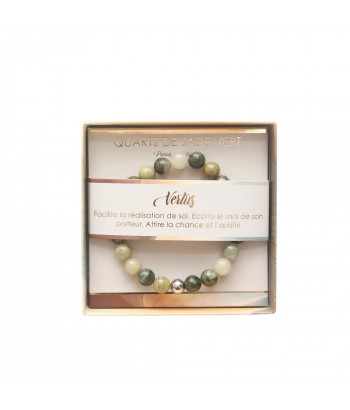 QUARTZ DE JADE VERT
Vertus
Facilite la réalisation de soi. Ecarte le mal de son
porteur. Attire la chance et l'amitié